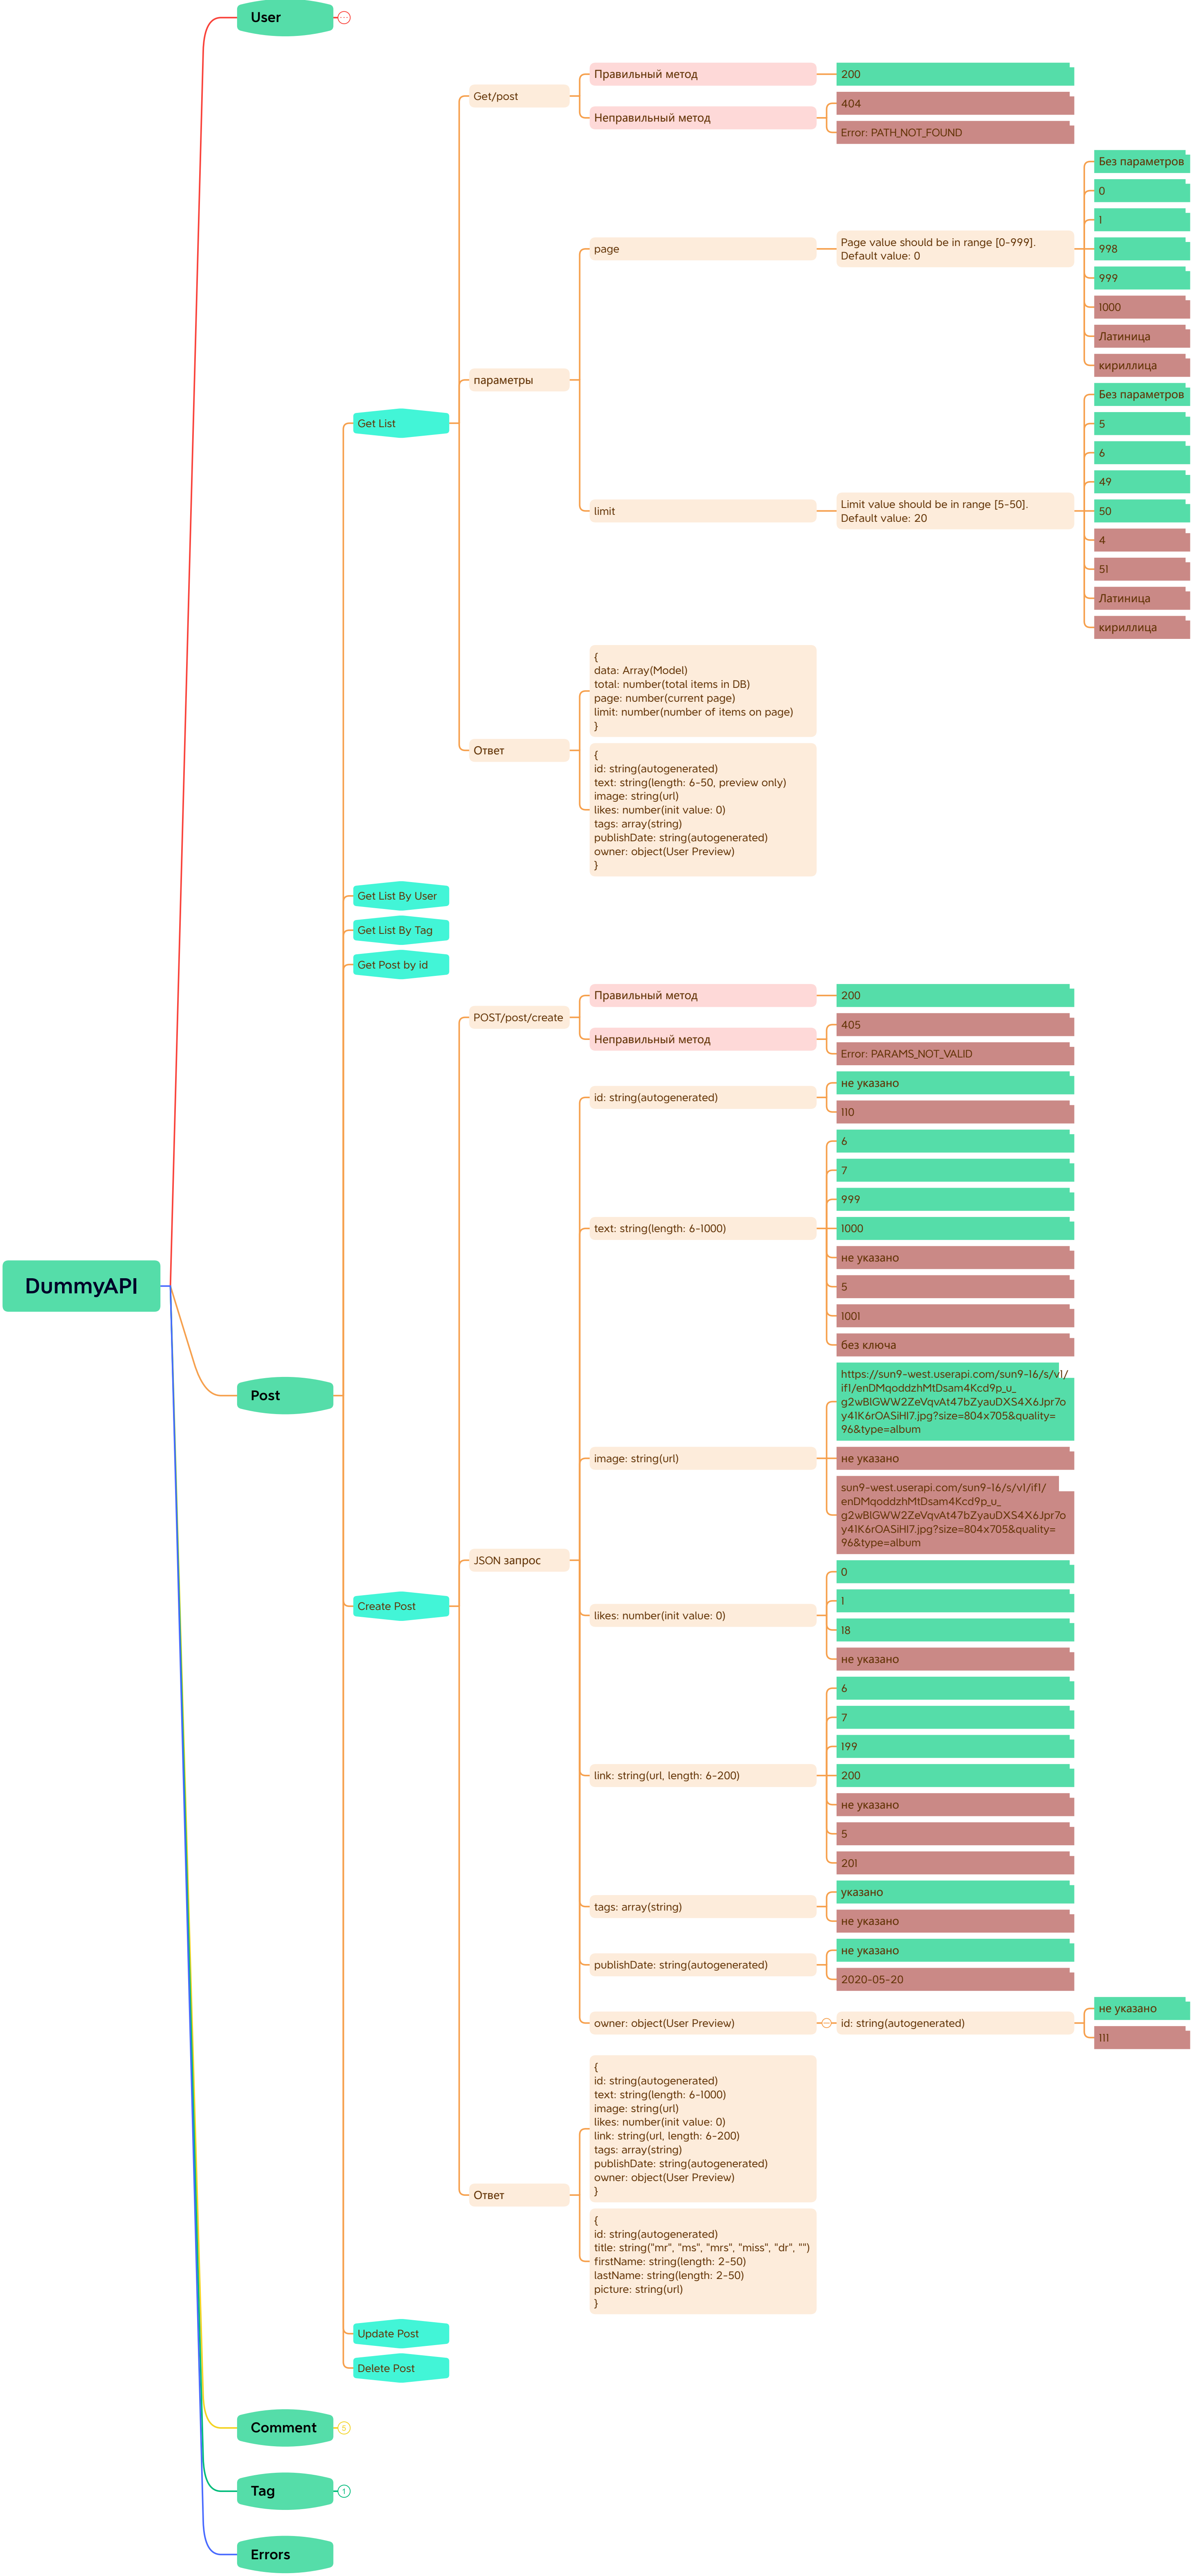 User
Get/post
Правильный метод
200
Неправильный метод
404
Error: PATH_NOT_FOUND
параметры
page
Page value should be in range [0-999].
Default value: 0
Без параметров
0
1
998
999
1000
Латиница
кириллица
limit
Limit value should be in range [5-50].
Default value: 20
Без параметров
5
6
49
50
4
51
Латиница
кириллица
Get List
Ответ
{
data: Array(Model)
total: number(total items in DB)
page: number(current page)
limit: number(number of items on page)
}
{
id: string(autogenerated)
text: string(length: 6-50, preview only)
image: string(url)
likes: number(init value: 0)
tags: array(string)
publishDate: string(autogenerated)
owner: object(User Preview)
}
Get List By User
Get List By Tag
Get Post by id
POST/post/create
Правильный метод
200
Неправильный метод
405
Error: PARAMS_NOT_VALID
id: string(autogenerated)
не указано
110
text: string(length: 6-1000)
6
7
999
1000
не указано
5
1001
без ключа
DummyAPI
Post
image: string(url)
https://sun9-west.userapi.com/sun9-16/s/v1/
if1/enDMqoddzhMtDsam4Kcd9p_u_
g2wBlGWW2ZeVqvAt47bZyauDXS4X6Jpr7o
y41K6rOASiHI7.jpg?size=804x705&quality=
96&type=album
не указано
sun9-west.userapi.com/sun9-16/s/v1/if1/
enDMqoddzhMtDsam4Kcd9p_u_
g2wBlGWW2ZeVqvAt47bZyauDXS4X6Jpr7o
y41K6rOASiHI7.jpg?size=804x705&quality=
96&type=album
JSON запрос
Create Post
likes: number(init value: 0)
0
1
18
не указано
link: string(url, length: 6-200)
6
7
199
200
не указано
5
201
tags: array(string)
указано
не указано
publishDate: string(autogenerated)
не указано
2020-05-20
owner: object(User Preview)
id: string(autogenerated)
не указано
111
Ответ
{
id: string(autogenerated)
text: string(length: 6-1000)
image: string(url)
likes: number(init value: 0)
link: string(url, length: 6-200)
tags: array(string)
publishDate: string(autogenerated)
owner: object(User Preview)
}
{
id: string(autogenerated)
title: string("mr", "ms", "mrs", "miss", "dr", "")
firstName: string(length: 2-50)
lastName: string(length: 2-50)
picture: string(url)
}
Update Post
Delete Post
Comment
5
Tag
1
Errors